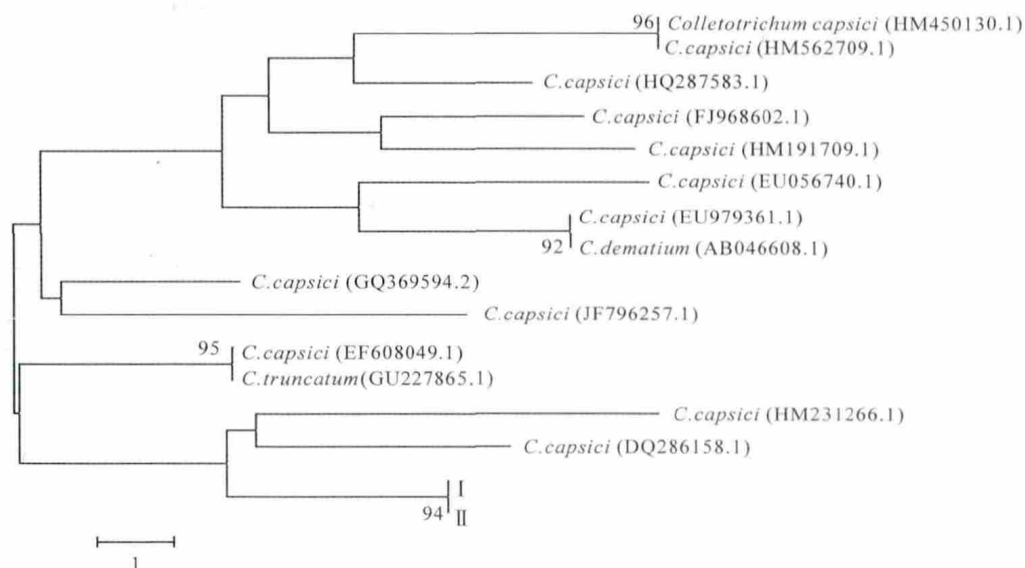 96 Colletotrichum capsici (HM450130.1)
C.capsici (HM562709.1)
C.capsici (HQ287583.1)
C.capsici (FJ968602.1)
C.capsici (HM191709.1)
C.capsici (EU056740.1)
C.capsici (EU979361.1)
92 C.dematium (AB046608.1)
C.capsici (GQ369594.2)
C.capsici (JF796257.1)
95 C.capsici (EF608049.1)
C.truncatum(GU227865.1)
C.capsici (HM231266.1)
C.capsici (DQ286158.1)
Ⅰ
94 Ⅱ
1